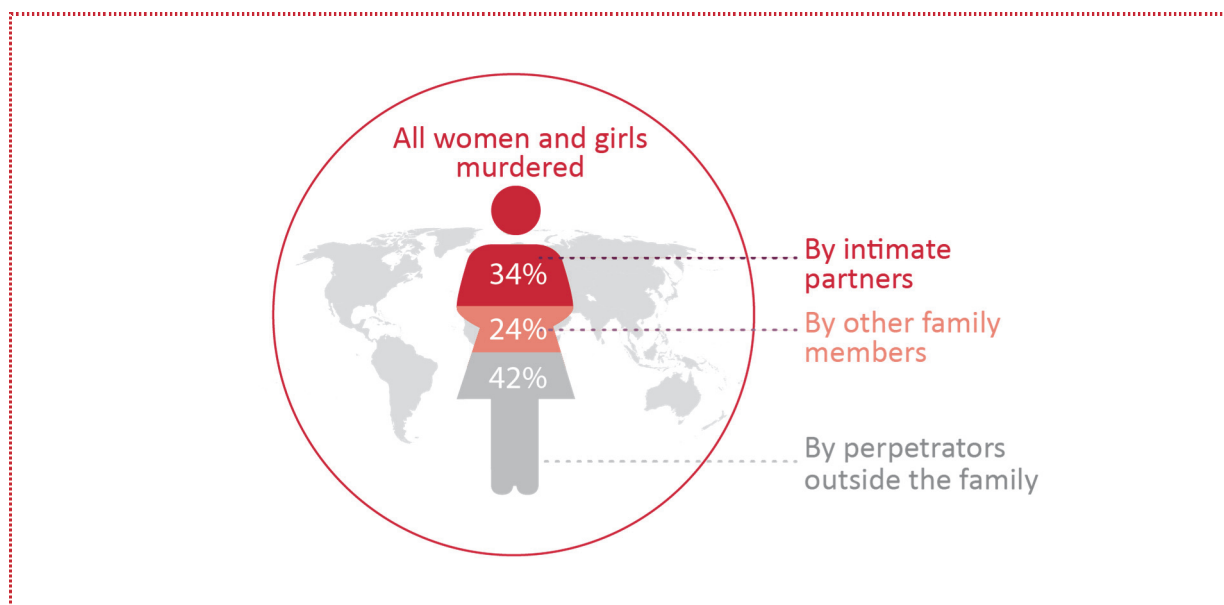 All women and girls
murdered
34%
By intimate
partners
24%
By other family
members
42%
By perpetrators
outside the family